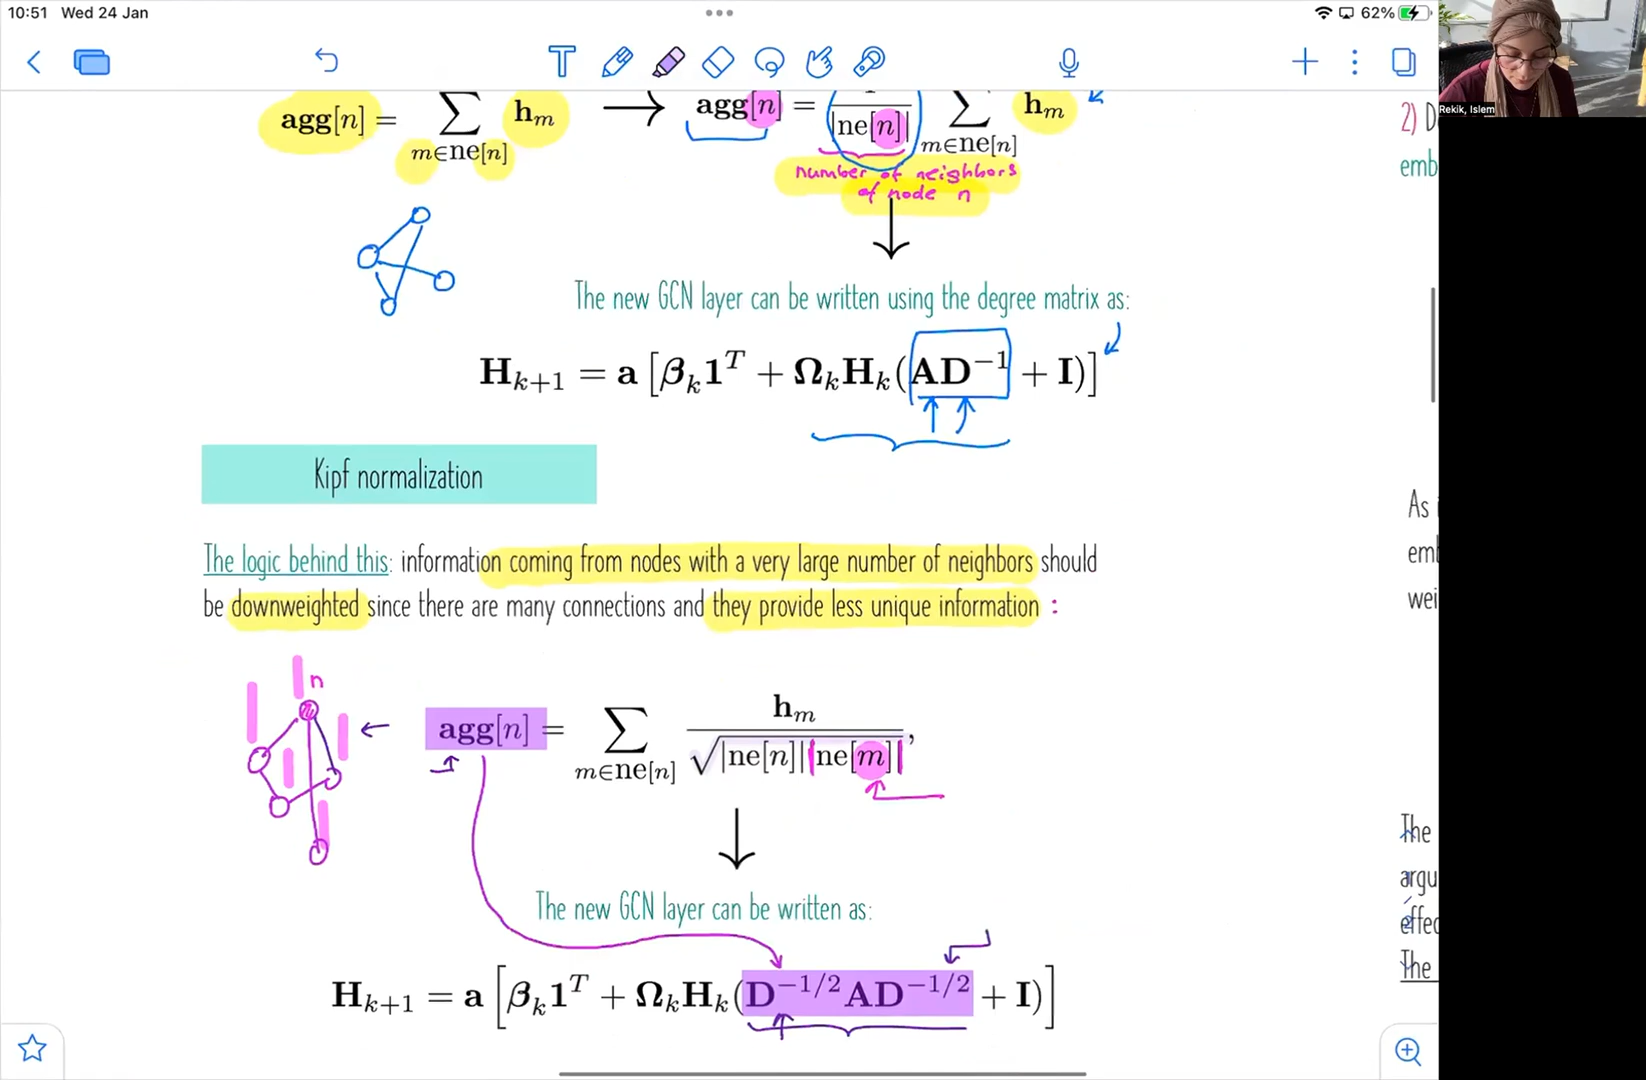 10:51 Wed 24 Jan
62%
T
agg[n] = ∑ h_m → agg[n] = 1/|ne[n]| ∑ h_m
m∈ne[n] m∈ne[n]
number of neighbors
of node n
The new GCN layer can be written using the degree matrix as:
H_{k+1} = a [β_k 1^T + Ω_k H_k(AD^{-1} + I)]
Kipf normalization
The logic behind this: information coming from nodes with a very large number of neighbors should
be downweighted since there are many connections and they provide less unique information :
n
agg[n] = ∑ h_m / √|ne[n]||ne[m]|,
m∈ne[n]
The new GCN layer can be written as:
H_{k+1} = a [β_k 1^T + Ω_k H_k(D^{-1/2}AD^{-1/2} + I)]
2) D
emb
As
emb
wei
The
argu
effec
The
Rekik, Islem